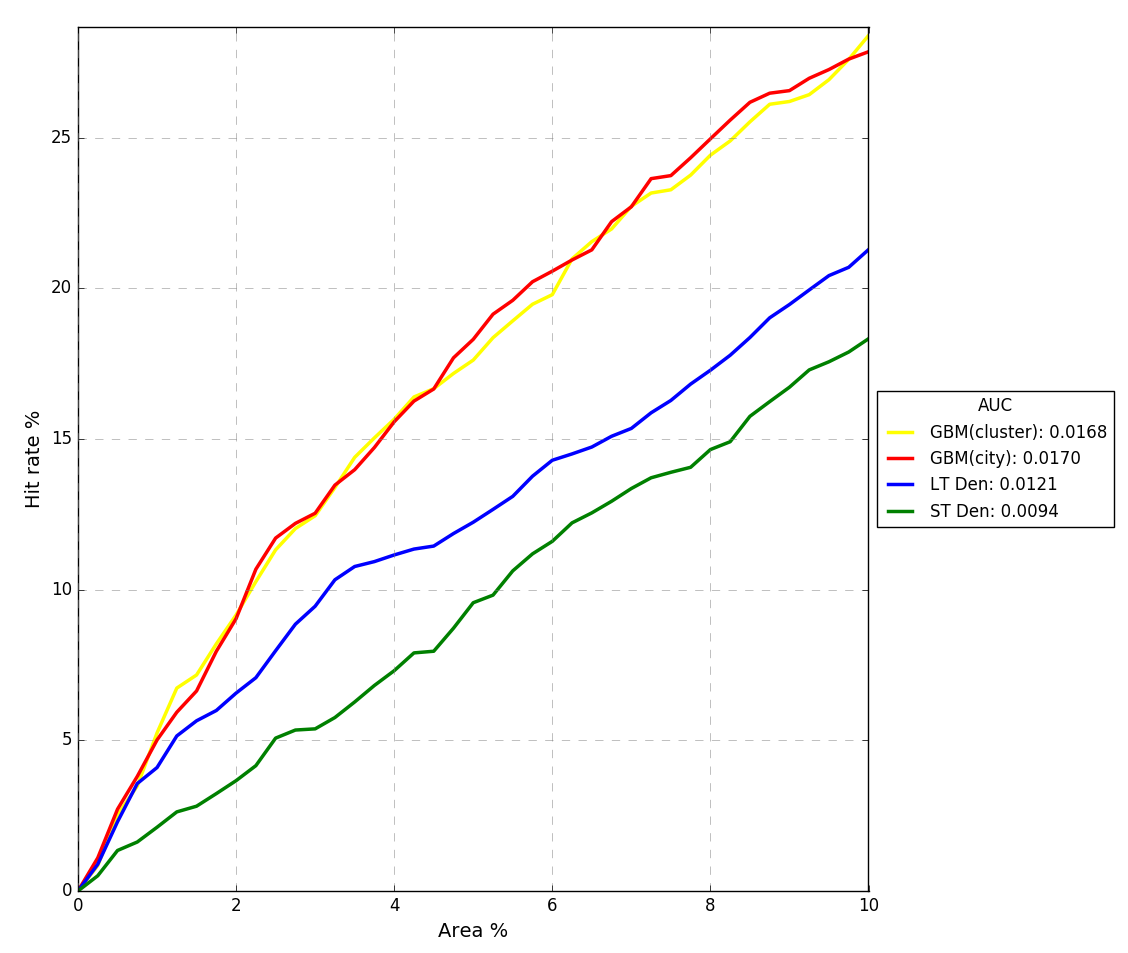 25
20
15
10
5
0
Hit rate %
0 2 4 6 8 10
Area %
AUC
GBM(cluster): 0.0168
GBM(city): 0.0170
LT Den: 0.0121
ST Den: 0.0094